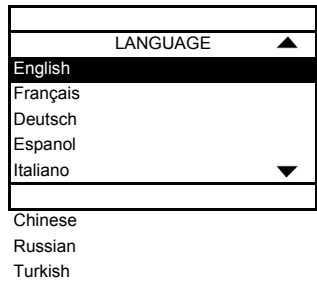 LANGUAGE
English
Français
Deutsch
Espanol
Italiano
Chinese
Russian
Turkish